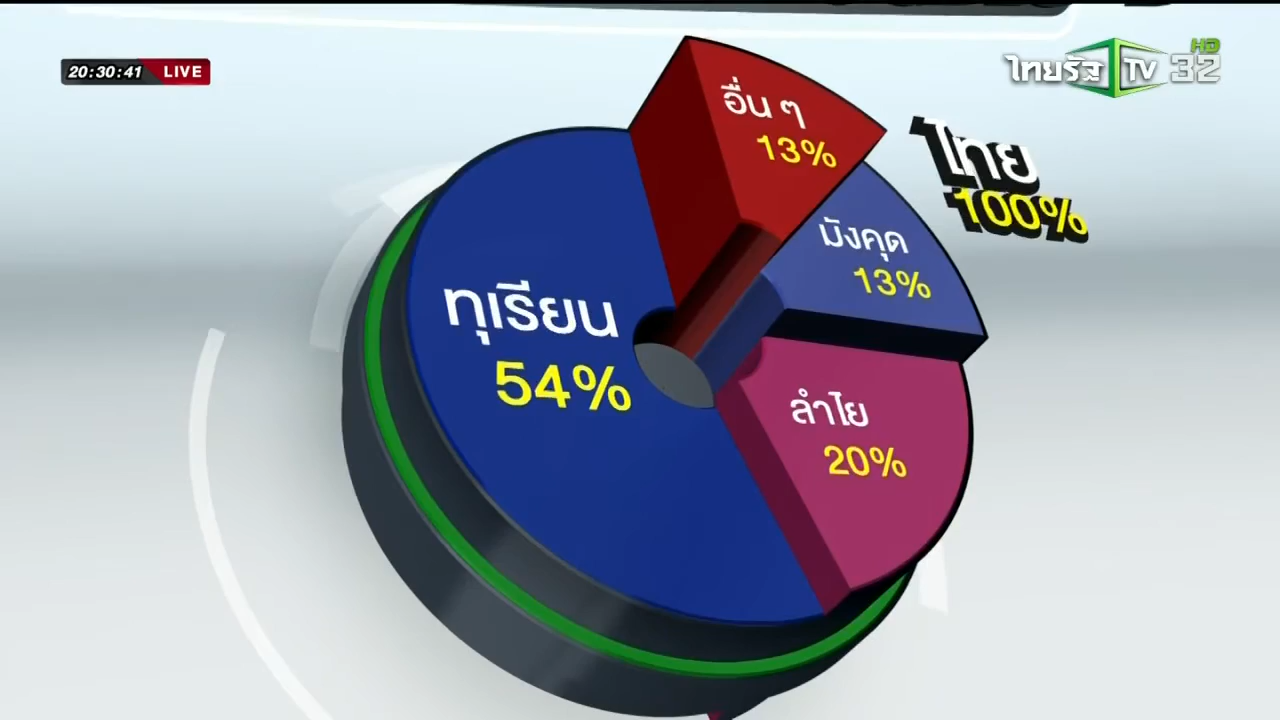 20:30:41 LIVE
ไทยรัฐ TV HD 32
อื่น ๆ
13%
ไทย
100%
มังคุด
13%
ทุเรียน
54%
ลำไย
20%